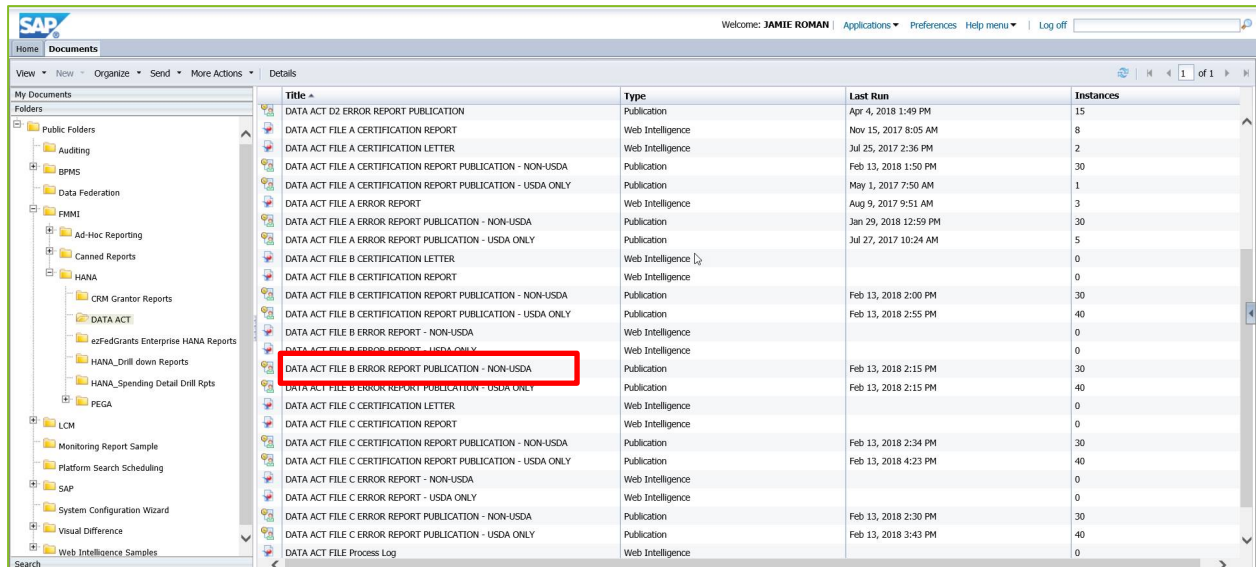 SAP
Welcome: JAMIE ROMAN | Applications Preferences Help menu | Log off
Home Documents
View New Organize Send More Actions Details 1 of 1
My Documents
Folders
Public Folders
Auditing
BPMS
Data Federation
FMMI
Ad-Hoc Reporting
Canned Reports
HANA
CRM Grantor Reports
DATA ACT
ezFedGrants Enterprise HANA Reports
HANA_Drill down Reports
HANA_Spending Detail Drill Rpts
PEGA
LCM
Monitoring Report Sample
Platform Search Scheduling
SAP
System Configuration Wizard
Visual Difference
Web Intelligence Samples
Search
Title Type Last Run Instances
DATA ACT D2 ERROR REPORT PUBLICATION Publication Apr 4, 2018 1:49 PM 15
DATA ACT FILE A CERTIFICATION REPORT Web Intelligence Nov 15, 2017 8:05 AM 8
DATA ACT FILE A CERTIFICATION LETTER Web Intelligence Jul 25, 2017 2:36 PM 2
DATA ACT FILE A CERTIFICATION REPORT PUBLICATION - NON-USDA Publication Feb 13, 2018 1:50 PM 30
DATA ACT FILE A CERTIFICATION REPORT PUBLICATION - USDA ONLY Publication May 1, 2017 7:50 AM 1
DATA ACT FILE A ERROR REPORT Web Intelligence Aug 9, 2017 9:51 AM 3
DATA ACT FILE A ERROR REPORT PUBLICATION - NON-USDA Publication Jan 29, 2018 12:59 PM 30
DATA ACT FILE A ERROR REPORT PUBLICATION - USDA ONLY Publication Jul 27, 2017 10:24 AM 5
DATA ACT FILE B CERTIFICATION LETTER Web Intelligence 0
DATA ACT FILE B CERTIFICATION REPORT Web Intelligence 0
DATA ACT FILE B CERTIFICATION REPORT PUBLICATION - NON-USDA Publication Feb 13, 2018 2:00 PM 30
DATA ACT FILE B CERTIFICATION REPORT PUBLICATION - USDA ONLY Publication Feb 13, 2018 2:55 PM 40
DATA ACT FILE B ERROR REPORT - NON-USDA Web Intelligence 0
DATA ACT FILE B ERROR REPORT - USDA ONLY Web Intelligence 0
DATA ACT FILE B ERROR REPORT PUBLICATION - NON-USDA Publication Feb 13, 2018 2:15 PM 30
DATA ACT FILE B ERROR REPORT PUBLICATION - USDA ONLY Publication Feb 13, 2018 2:15 PM 40
DATA ACT FILE C CERTIFICATION LETTER Web Intelligence 0
DATA ACT FILE C CERTIFICATION REPORT Web Intelligence 0
DATA ACT FILE C CERTIFICATION REPORT PUBLICATION - NON-USDA Publication Feb 13, 2018 2:34 PM 30
DATA ACT FILE C CERTIFICATION REPORT PUBLICATION - USDA ONLY Publication Feb 13, 2018 4:23 PM 40
DATA ACT FILE C ERROR REPORT - NON-USDA Web Intelligence 0
DATA ACT FILE C ERROR REPORT - USDA ONLY Web Intelligence 0
DATA ACT FILE C ERROR REPORT PUBLICATION - NON-USDA Publication Feb 13, 2018 2:30 PM 30
DATA ACT FILE C ERROR REPORT PUBLICATION - USDA ONLY Publication Feb 13, 2018 3:43 PM 40
DATA ACT FILE Process Log Web Intelligence 0